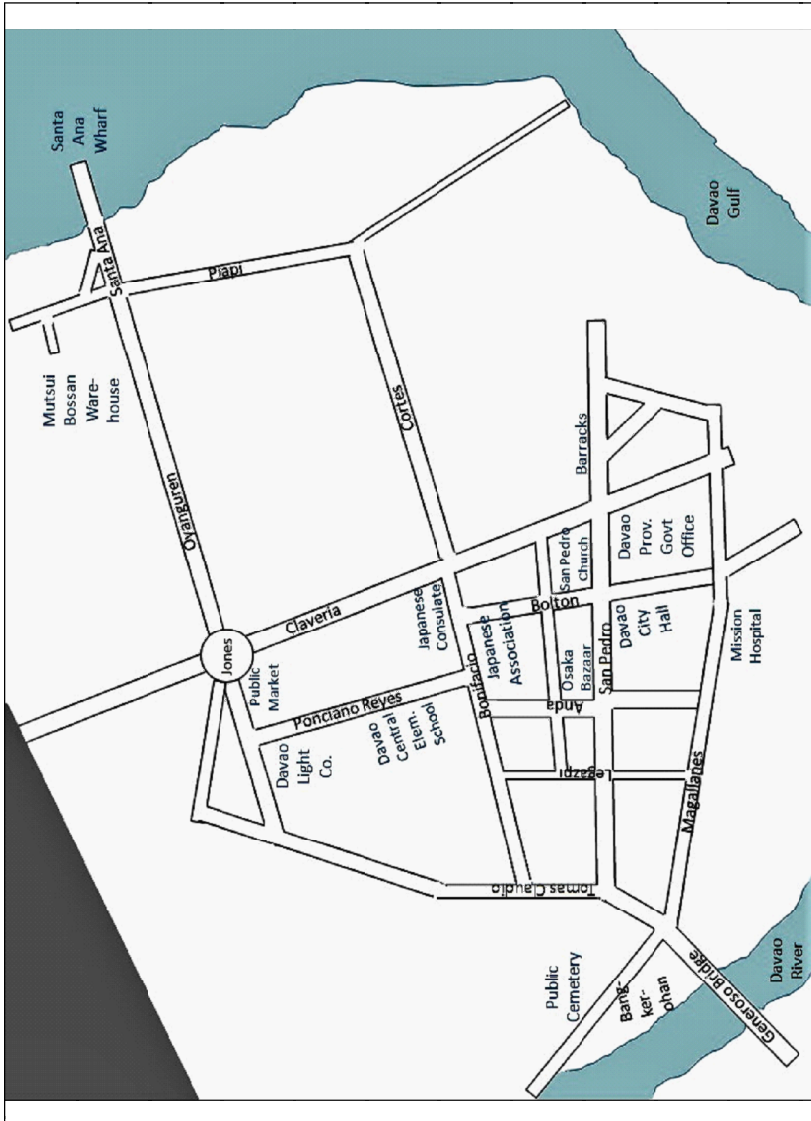 Santa
Ana
Wharf
Santa Ana
Piapi
Davao
Gulf
Mutsui
Bossan
Ware-
house
Oyanguren
Cortes
Barracks
Jones
Claveria
Public
Market
Japanese
Consulate
Japanese
Association
San Pedro
Church
Davao
Prov.
Govt
Office
Bolton
Osaka
Bazaar
San Pedro
Davao
City
Hall
Mission
Hospital
Ponciano Reyes
Bonifacio
Davao
Light
Co.
Davao
Central
Elem.
School
Anda
Legazpi
Magallanes
Tomas Claudio
Public
Cemetery
Bang-
ker-
ohan
Generoso Bridge
Davao
River